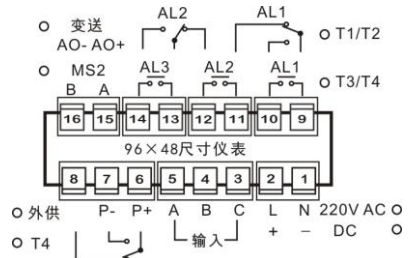 变送 AL2 AL1
AO- AO+ T1/T2
MS2 AL3 AL2 AL1 T3/T4
B A
16 15 14 13 12 11 10 9
96×48尺寸仪表
8 7 6 5 4 3 2 1
外供 P- P+ A B C L N 220V AC
T4 输入 + − DC